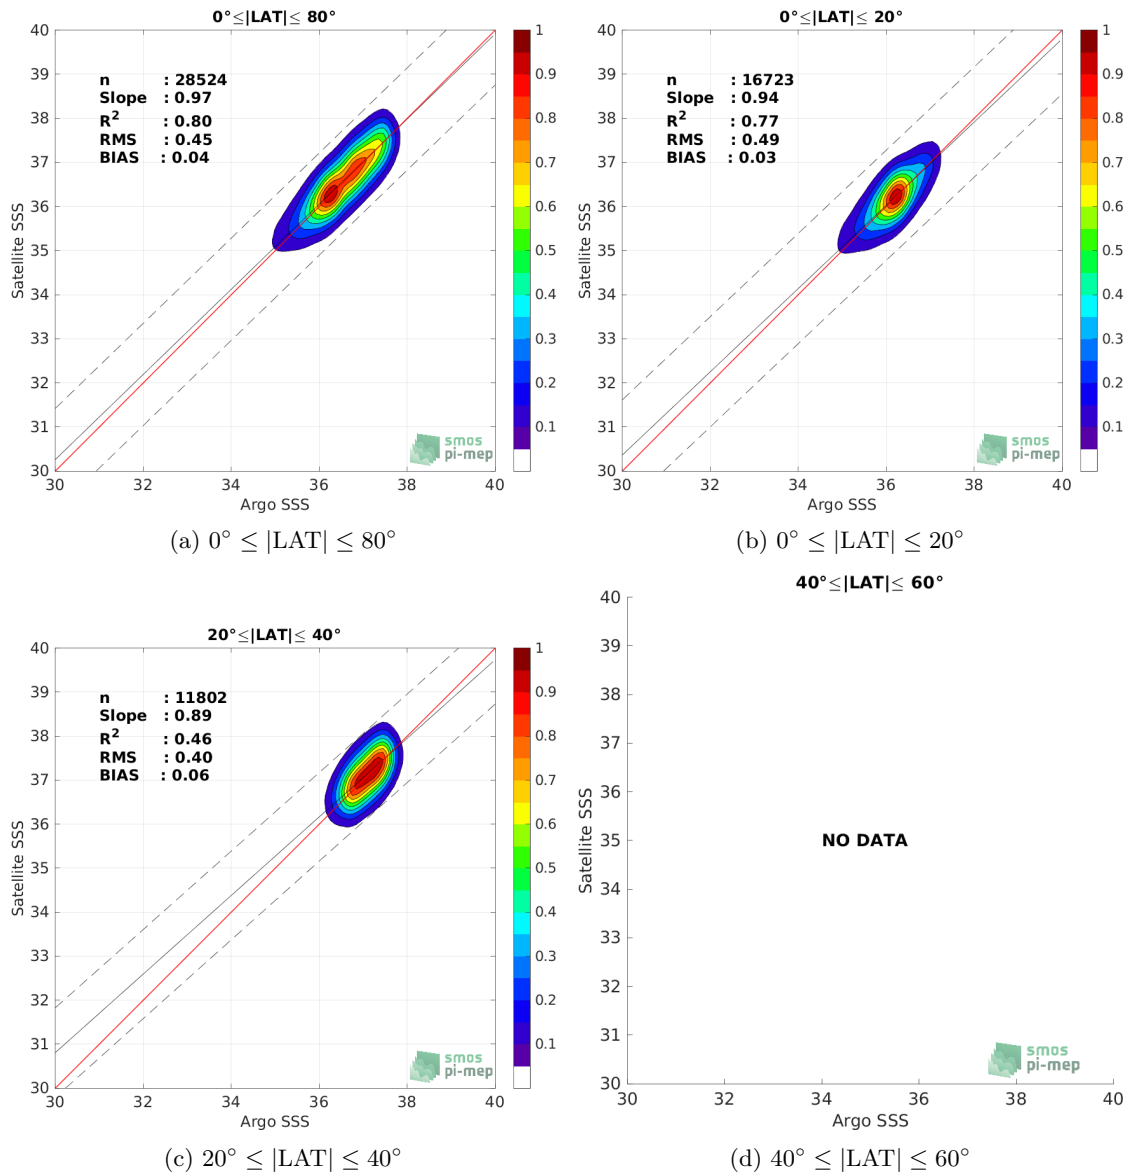 0°≤|LAT|≤ 80°
40
39
38
37
36
35
34
33
32
31
30
Satellite SSS
n : 28524
Slope : 0.97
R² : 0.80
RMS : 0.45
BIAS : 0.04
smos
pi-mep
30 32 34 36 38 40
Argo SSS
1
0.9
0.8
0.7
0.6
0.5
0.4
0.3
0.2
0.1
(a) 0° ≤ |LAT| ≤ 80°
0°≤|LAT|≤ 20°
40
39
38
37
36
35
34
33
32
31
30
Satellite SSS
n : 16723
Slope : 0.94
R² : 0.77
RMS : 0.49
BIAS : 0.03
smos
pi-mep
30 32 34 36 38 40
Argo SSS
1
0.9
0.8
0.7
0.6
0.5
0.4
0.3
0.2
0.1
(b) 0° ≤ |LAT| ≤ 20°
20°≤|LAT|≤ 40°
40
39
38
37
36
35
34
33
32
31
30
Satellite SSS
n : 11802
Slope : 0.89
R² : 0.46
RMS : 0.40
BIAS : 0.06
smos
pi-mep
30 32 34 36 38 40
Argo SSS
1
0.9
0.8
0.7
0.6
0.5
0.4
0.3
0.2
0.1
(c) 20° ≤ |LAT| ≤ 40°
40°≤|LAT|≤ 60°
40
39
38
37
36
35
34
33
32
31
30
Satellite SSS
NO DATA
smos
pi-mep
30 32 34 36 38 40
Argo SSS
(d) 40° ≤ |LAT| ≤ 60°